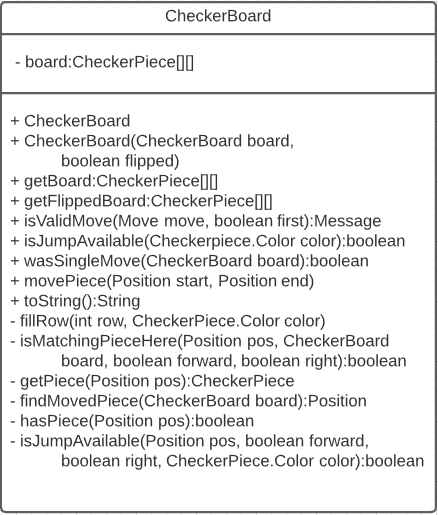 CheckerBoard
- board:CheckerPiece[][]
+ CheckerBoard
+ CheckerBoard(CheckerBoard board,
boolean flipped)
+ getBoard:CheckerPiece[][]
+ getFlippedBoard:CheckerPiece[][]
+ isValidMove(Move move, boolean first):Message
+ isJumpAvailable(Checkerpiece.Color color):boolean
+ wasSingleMove(CheckerBoard board):boolean
+ movePiece(Position start, Position end)
+ toString():String
- fillRow(int row, CheckerPiece.Color color)
- isMatchingPieceHere(Position pos, CheckerBoard
board, boolean forward, boolean right):boolean
- getPiece(Position pos):CheckerPiece
- findMovedPiece(CheckerBoard board):Position
- hasPiece(Position pos):boolean
- isJumpAvailable(Position pos, boolean forward,
boolean right, CheckerPiece.Color color):boolean